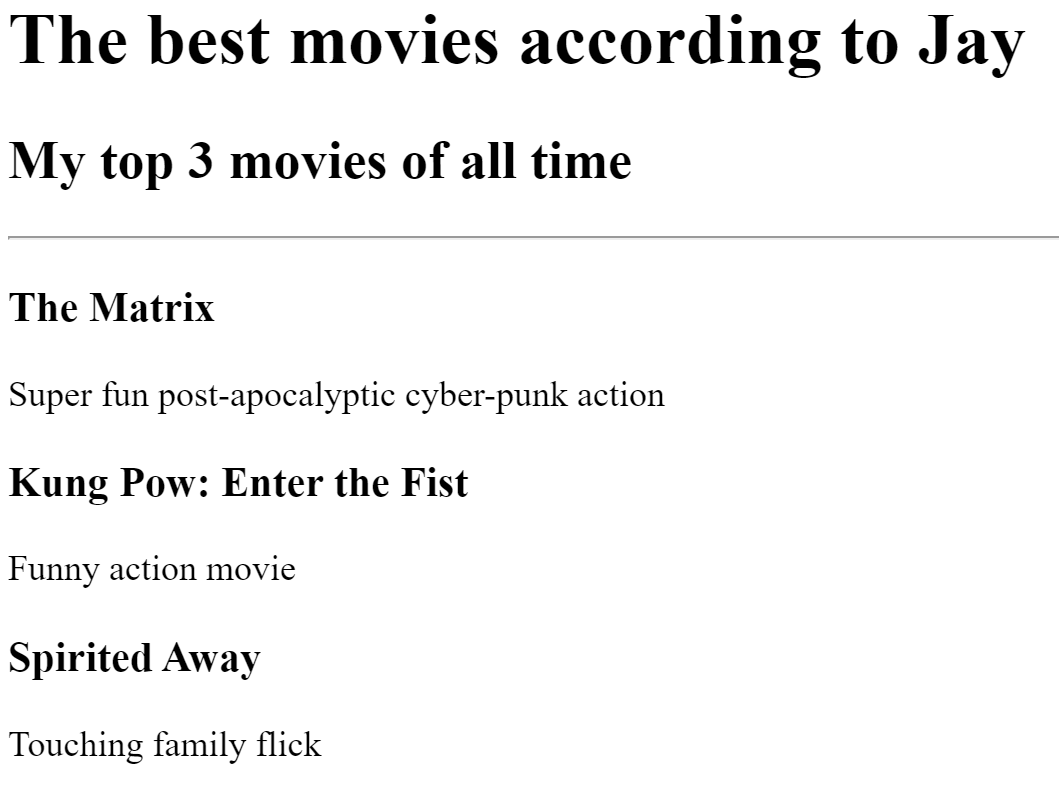 The best movies according to Jay
My top 3 movies of all time
The Matrix
Super fun post-apocalyptic cyber-punk action
Kung Pow: Enter the Fist
Funny action movie
Spirited Away
Touching family flick